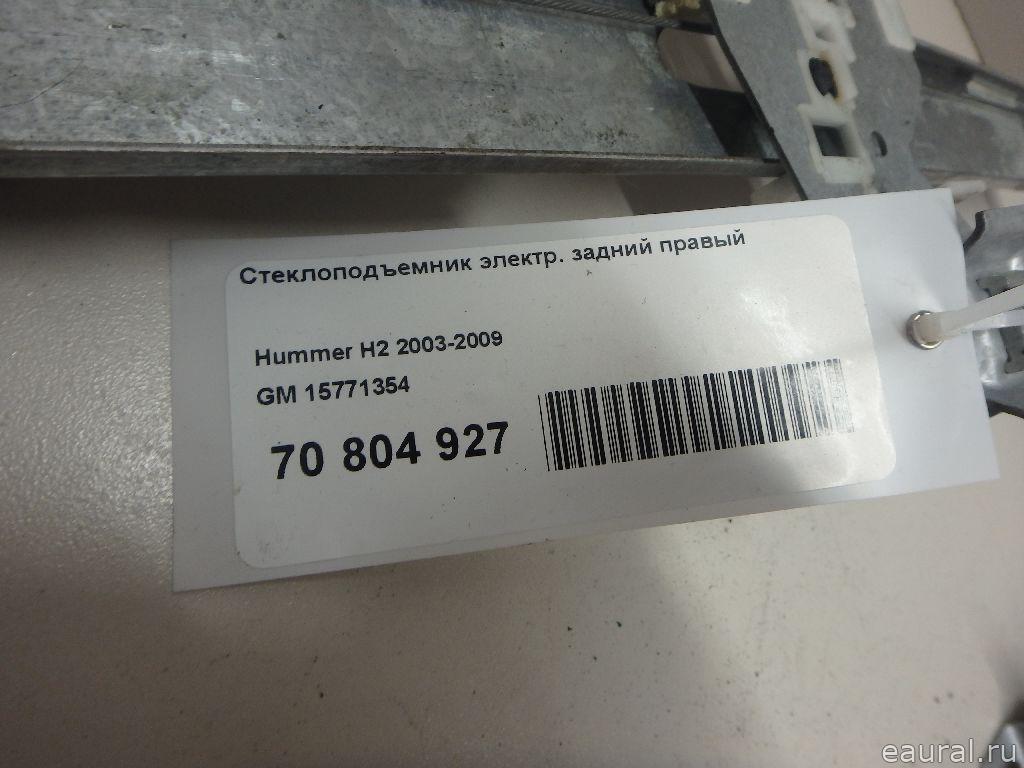 Стеклоподъемник электр. задний правый
Hummer H2 2003-2009
GM 15771354
70 804 927
eaural.ru